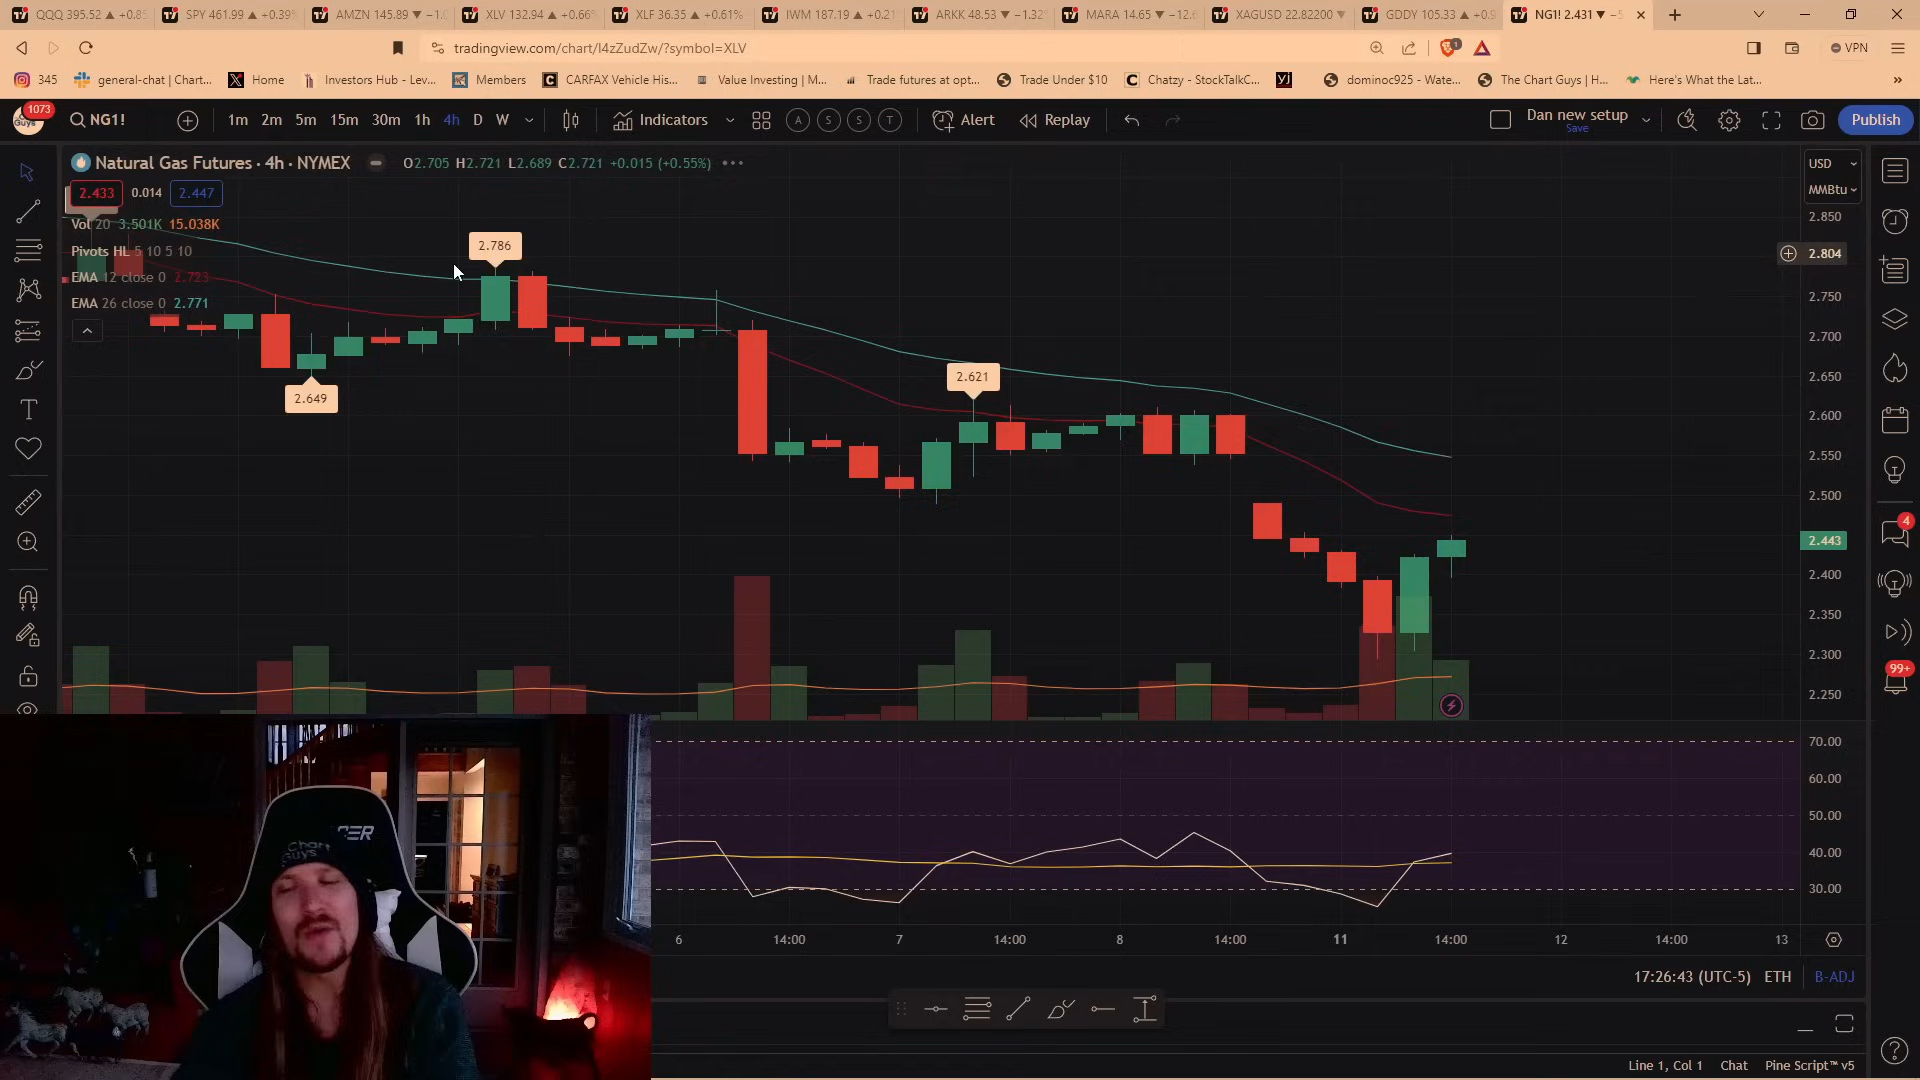 QQQ 395.52 ▲ +0.85
SPY 461.99 ▲ +0.39%
AMZN 145.89 ▼ −1.0
XLV 132.94 ▲ +0.66%
XLF 36.35 ▲ +0.61%
IWM 187.19 ▲ +0.21
ARKK 48.53 ▼ −1.32%
MARA 14.65 ▼ −12.6
XAGUSD 22.82200 ▼
GDDY 105.33 ▲ +0.9
NG1! 2.431 ▼ −5
tradingview.com/chart/I4zZudZw/?symbol=XLV
VPN
345
general-chat | Chart...
Home
Investors Hub - Lev...
Members
CARFAX Vehicle His...
Value Investing | M...
Trade futures at opt...
Trade Under $10
Chatzy - StockTalkC...
dominoc925 - Wate...
The Chart Guys | H...
Here's What the Lat...
1073
NG1!
1m 2m 5m 15m 30m 1h 4h D W
Indicators
A S S T
Alert
Replay
Dan new setup
Save
Publish
Natural Gas Futures · 4h · NYMEX
O2.705 H2.721 L2.689 C2.721 +0.015 (+0.55%)
2.433 0.014 2.447
Vol 20 3.501K 15.038K
Pivots HL 5 10 5 10
EMA 12 close 0 2.723
EMA 26 close 0 2.771
2.786
2.649
2.621
USD
MMBtu
2.850
2.804
2.750
2.700
2.650
2.600
2.550
2.500
2.443
2.400
2.350
2.300
2.250
70.00
60.00
50.00
40.00
30.00
4
99+
6 14:00 7 14:00 8 14:00 11 14:00 12 14:00 13
17:26:43 (UTC-5) ETH B-ADJ
Line 1, Col 1 Chat Pine Script™ v5
CER
Chart
Guys